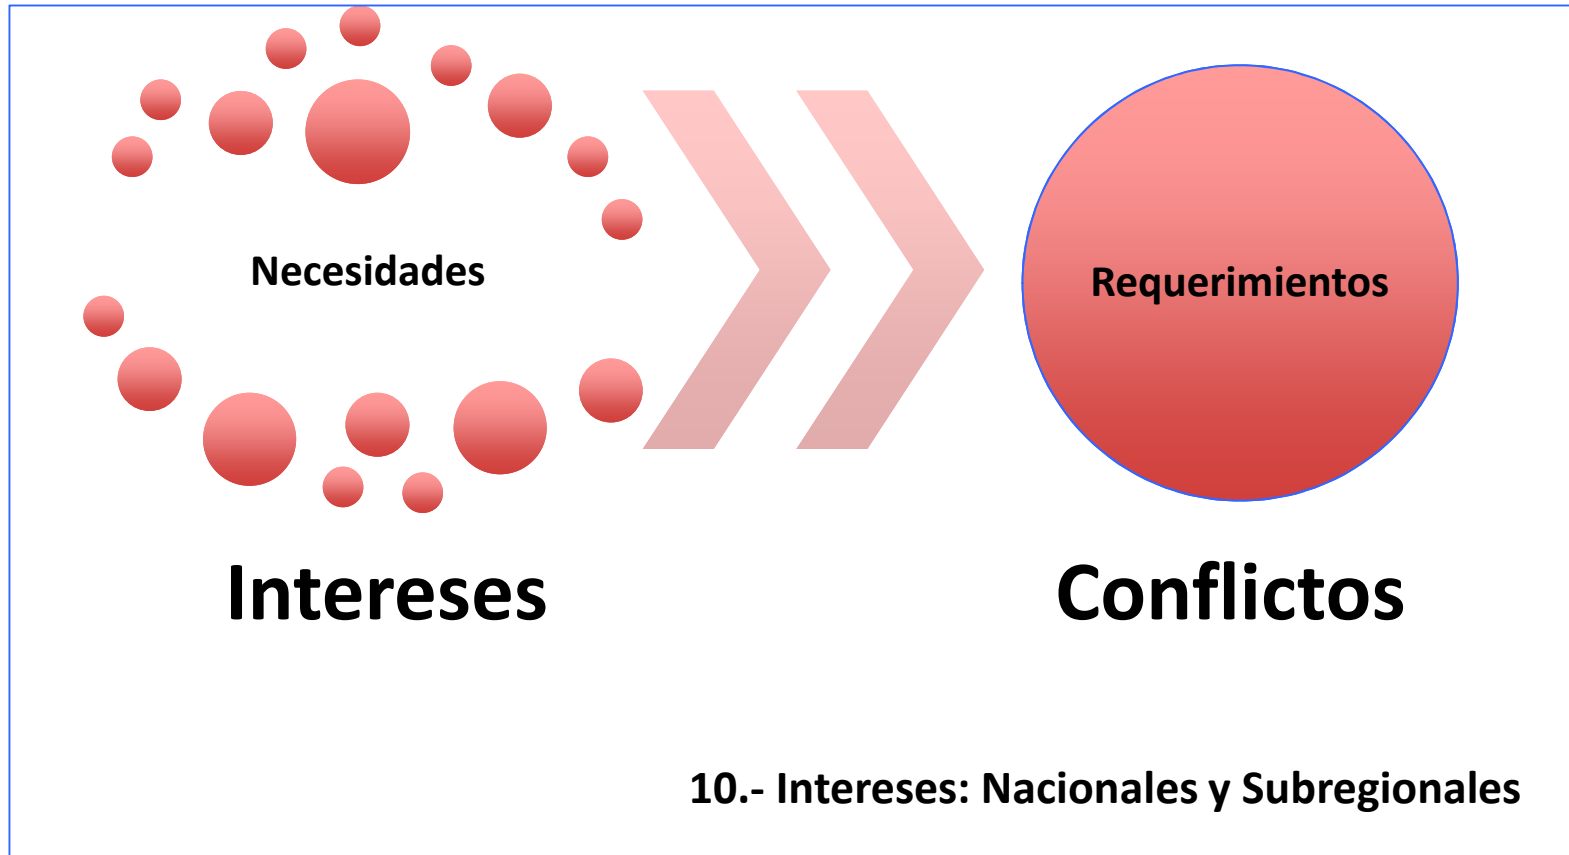 Necesidades
Requerimientos
Intereses
Conflictos
10.- Intereses: Nacionales y Subregionales